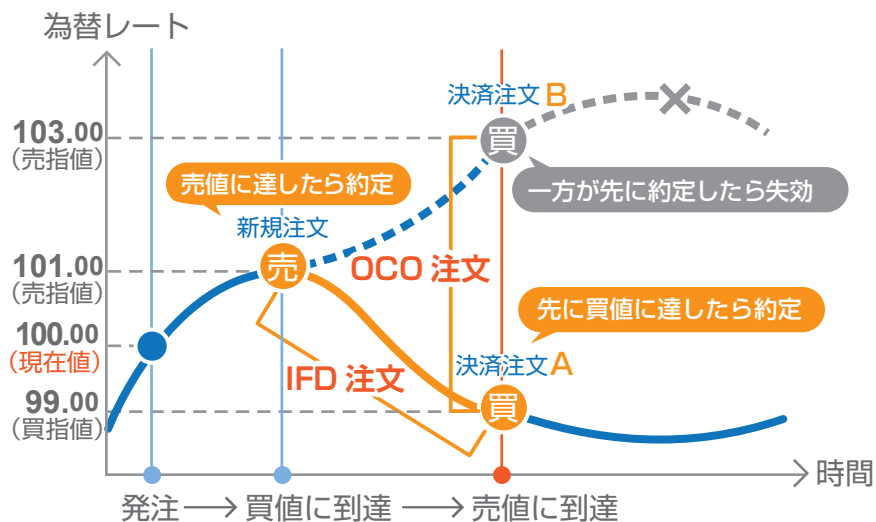 為替レート
決済注文 B
103.00
(売指値)
買
売値に達したら約定
一方が先に約定したら失効
新規注文
売
101.00
(売指値)
OCO 注文
先に買値に達したら約定
100.00
(現在値)
決済注文 A
IFD 注文
99.00
(買指値)
買
時間
発注 → 買値に到達 → 売値に到達